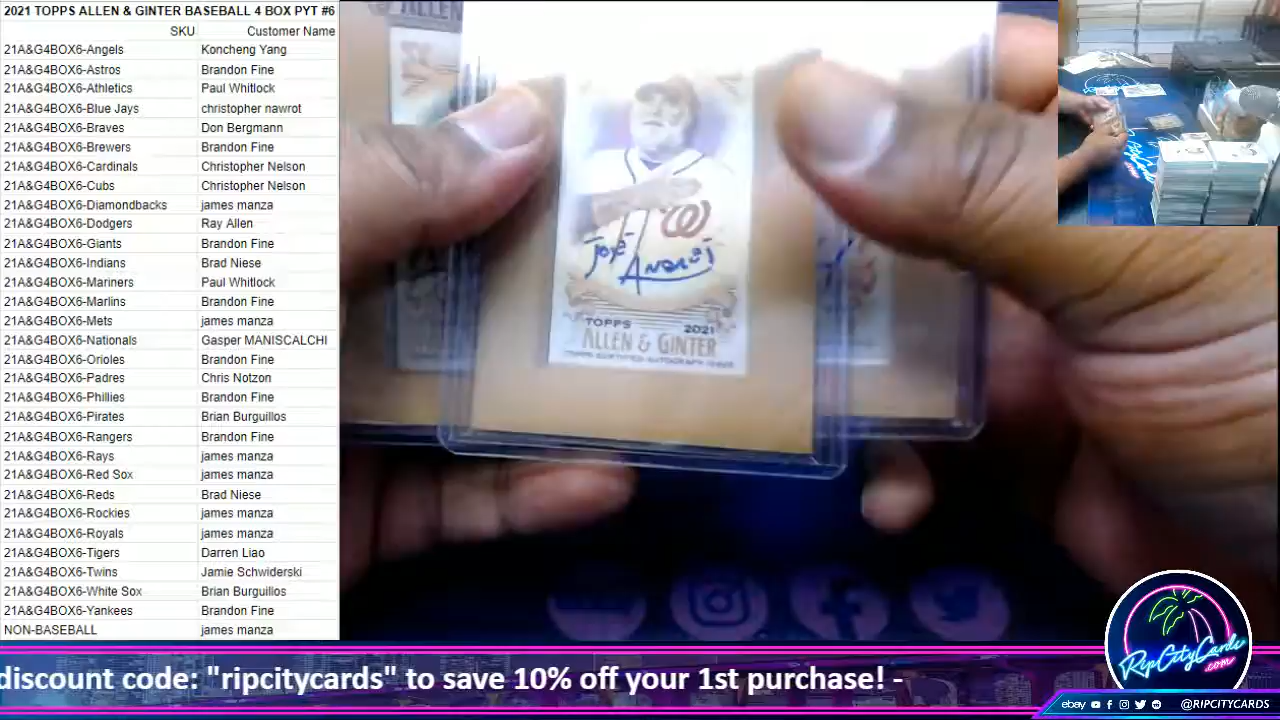 2021 TOPPS ALLEN & GINTER BASEBALL 4 BOX PYT #6
SKU Customer Name
21A&G4BOX6-Angels Koncheng Yang
21A&G4BOX6-Astros Brandon Fine
21A&G4BOX6-Athletics Paul Whitlock
21A&G4BOX6-Blue Jays christopher nawrot
21A&G4BOX6-Braves Don Bergmann
21A&G4BOX6-Brewers Brandon Fine
21A&G4BOX6-Cardinals Christopher Nelson
21A&G4BOX6-Cubs Christopher Nelson
21A&G4BOX6-Diamondbacks james manza
21A&G4BOX6-Dodgers Ray Allen
21A&G4BOX6-Giants Brandon Fine
21A&G4BOX6-Indians Brad Niese
21A&G4BOX6-Mariners Paul Whitlock
21A&G4BOX6-Marlins Brandon Fine
21A&G4BOX6-Mets james manza
21A&G4BOX6-Nationals Gasper MANISCALCHI
21A&G4BOX6-Orioles Brandon Fine
21A&G4BOX6-Padres Chris Notzon
21A&G4BOX6-Phillies Brandon Fine
21A&G4BOX6-Pirates Brian Burguillos
21A&G4BOX6-Rangers Brandon Fine
21A&G4BOX6-Rays james manza
21A&G4BOX6-Red Sox james manza
21A&G4BOX6-Reds Brad Niese
21A&G4BOX6-Rockies james manza
21A&G4BOX6-Royals james manza
21A&G4BOX6-Tigers Darren Liao
21A&G4BOX6-Twins Jamie Schwiderski
21A&G4BOX6-White Sox Brian Burguillos
21A&G4BOX6-Yankees Brandon Fine
NON-BASEBALL james manza
W
José
Andrés
TOPPS 2021
ALLEN & GINTER
TOPPS CERTIFIED AUTOGRAPH ISSUE
discount code: "ripcitycards" to save 10% off your 1st purchase! -
RipCityCards
.com
ebay @RIPCITYCARDS